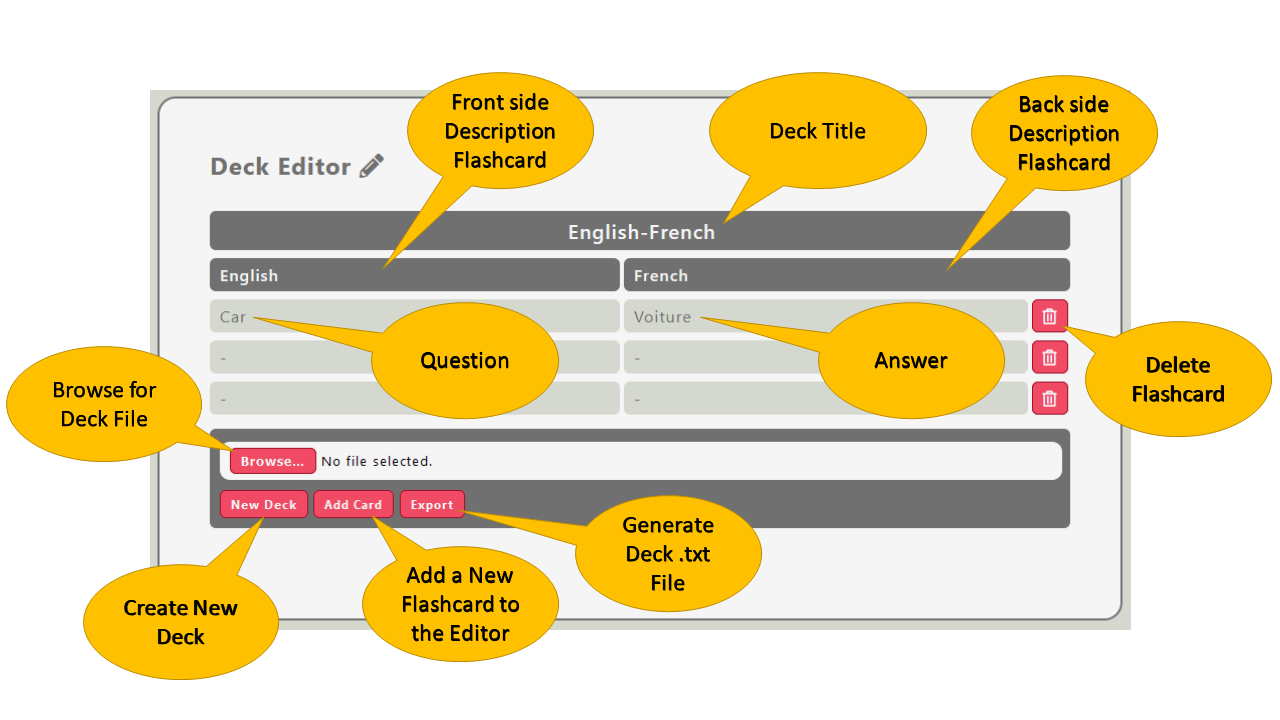 Front side
Description
Flashcard
Deck Title
Back side
Description
Flashcard
Deck Editor
English-French
English
French
Car
Voiture
Question
Answer
-
-
Delete
Flashcard
Browse for
Deck File
-
-
Browse...
No file selected.
New Deck
Add Card
Export
Generate
Deck .txt
File
Create New
Deck
Add a New
Flashcard to
the Editor